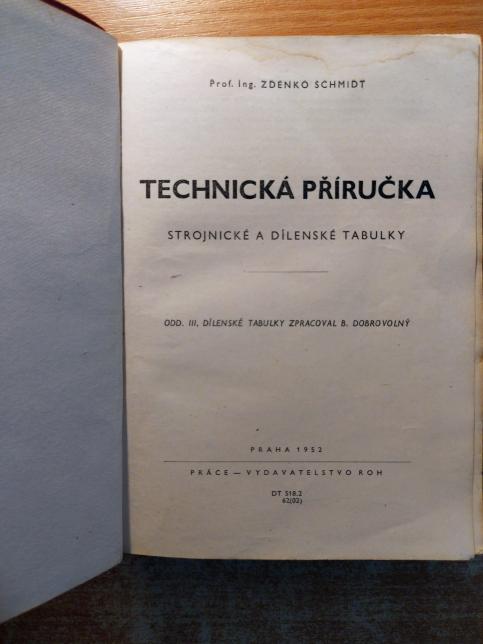 Prof. Ing. ZDENKO SCHMIDT
TECHNICKÁ PŘÍRUČKA
STROJNICKÉ A DÍLENSKÉ TABULKY
ODD. III, DÍLENSKÉ TABULKY ZPRACOVAL B. DOBROVOLNÝ
PRAHA 1952
PRÁCE — VYDAVATELSTVO ROH
DT 518.2
62(02)